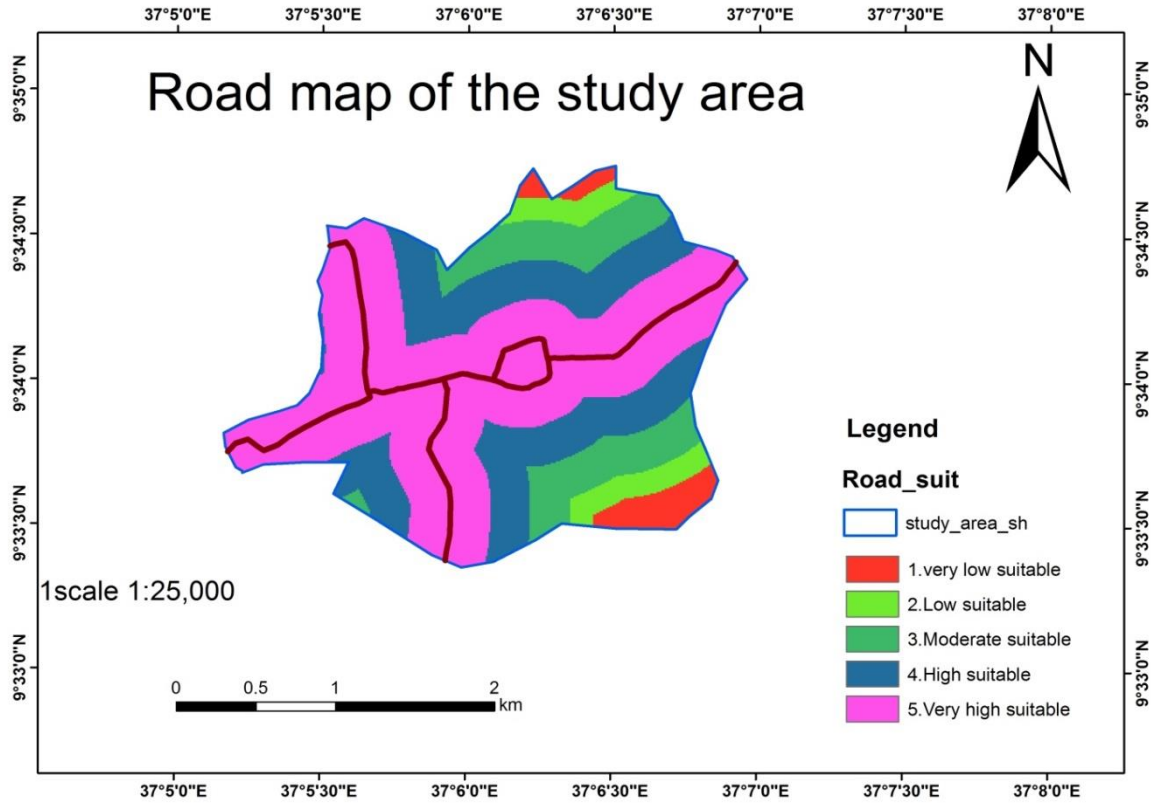 37°5'0"E 37°5'30"E 37°6'0"E 37°6'30"E 37°7'0"E 37°7'30"E 37°8'0"E
Road map of the study area
N
9°35'0"N
9°34'30"N
9°34'0"N
9°33'30"N
9°33'0"N
9°35'0"N
9°34'30"N
9°34'0"N
9°33'30"N
9°33'0"N
Legend
Road_suit
study_area_sh
1.very low suitable
2.Low suitable
3.Moderate suitable
4.High suitable
5.Very high suitable
1scale 1:25,000
0 0.5 1 2
km
37°5'0"E 37°5'30"E 37°6'0"E 37°6'30"E 37°7'0"E 37°7'30"E 37°8'0"E